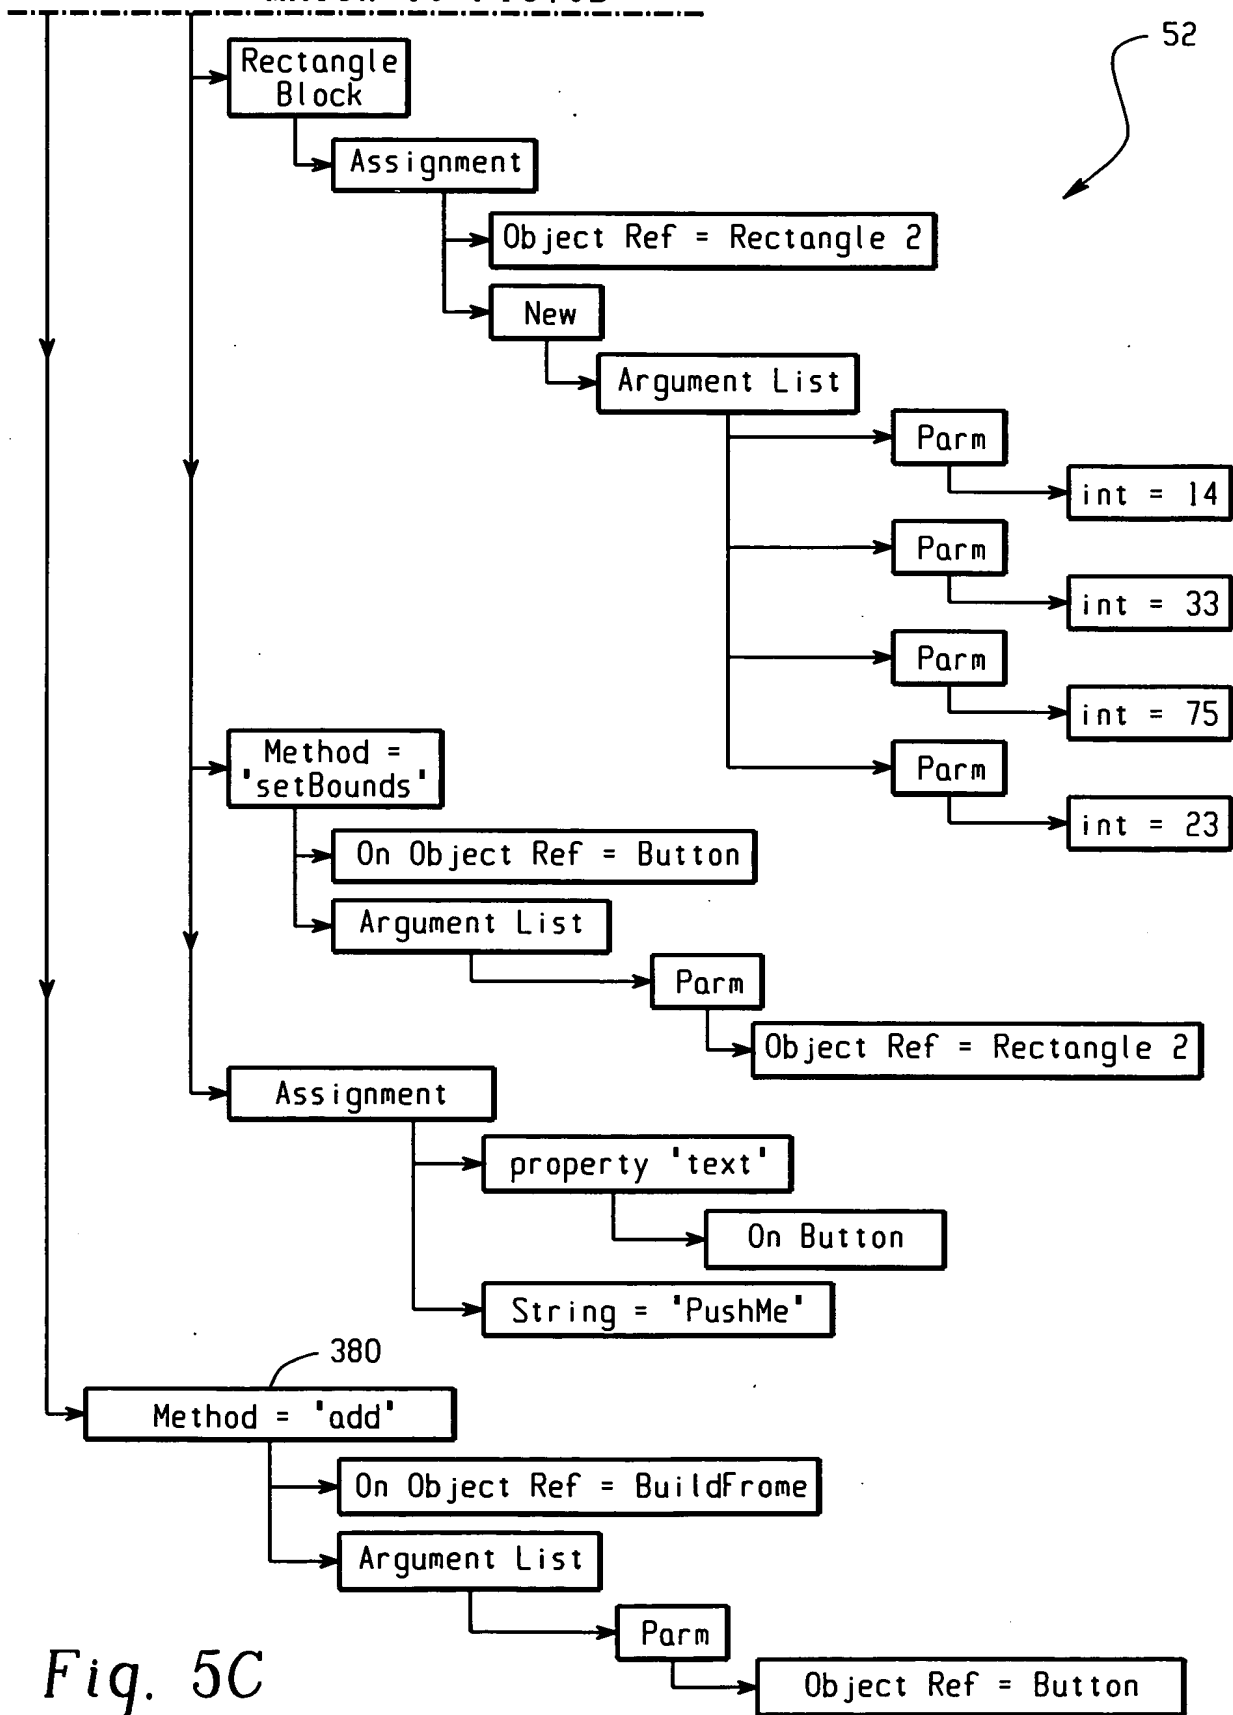 52
Rectangle
Block
Assignment
Object Ref = Rectangle 2
New
Argument List
Parm
int = 14
Parm
int = 33
Parm
int = 75
Parm
int = 23
Method =
'setBounds'
On Object Ref = Button
Argument List
Parm
Object Ref = Rectangle 2
Assignment
property 'text'
On Button
String = 'PushMe'
380
Method = 'add'
On Object Ref = BuildFrome
Argument List
Parm
Object Ref = Button
Fig. 5C